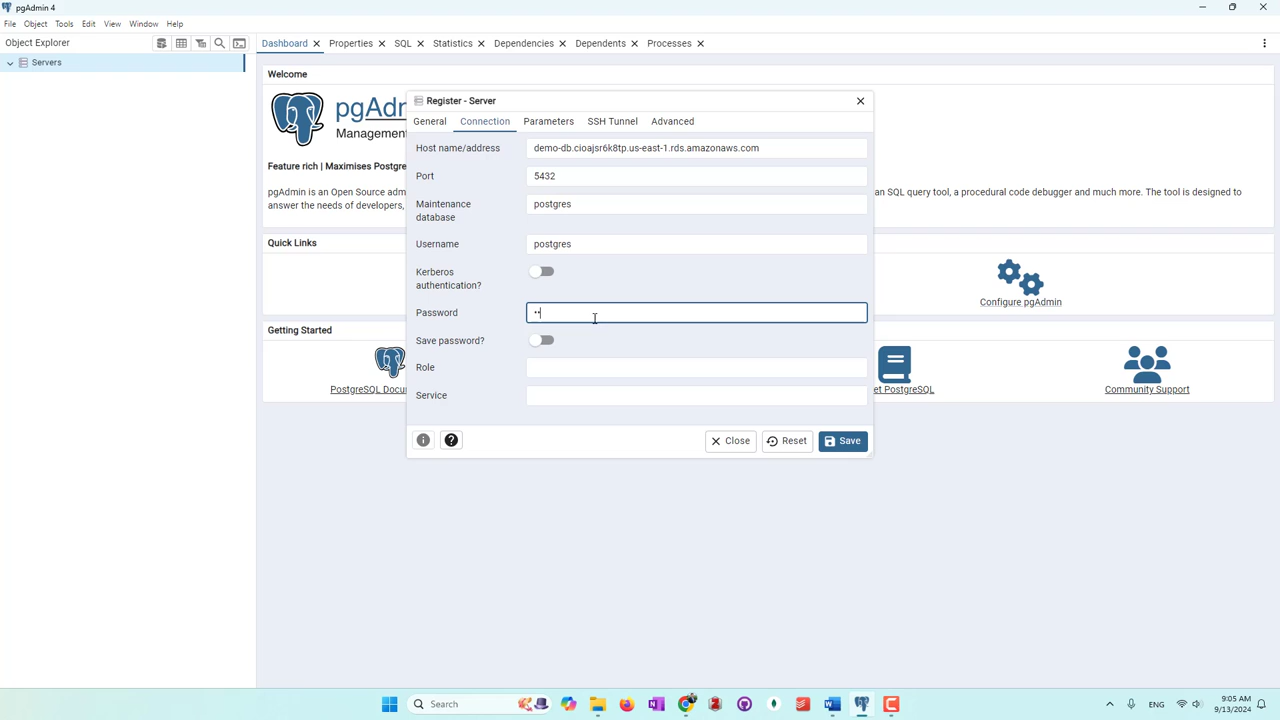 pgAdmin 4
File Object Tools Edit View Window Help
Object Explorer
Dashboard Properties SQL Statistics Dependencies Dependents Processes
Servers
Welcome
pgAdm
Management
Feature rich | Maximises Postgre
pgAdmin is an Open Source adm
an SQL query tool, a procedural code debugger and much more. The tool is designed to
answer the needs of developers,
Quick Links
Configure pgAdmin
Getting Started
PostgreSQL Docum
et PostgreSQL
Community Support
Register - Server
General Connection Parameters SSH Tunnel Advanced
Host name/address
demo-db.cioajsr6k8tp.us-east-1.rds.amazonaws.com
Port
5432
Maintenance
database
postgres
Username
postgres
Kerberos
authentication?
Password
Save password?
Role
Service
Close Reset Save
Search
ENG
9:05 AM
9/13/2024